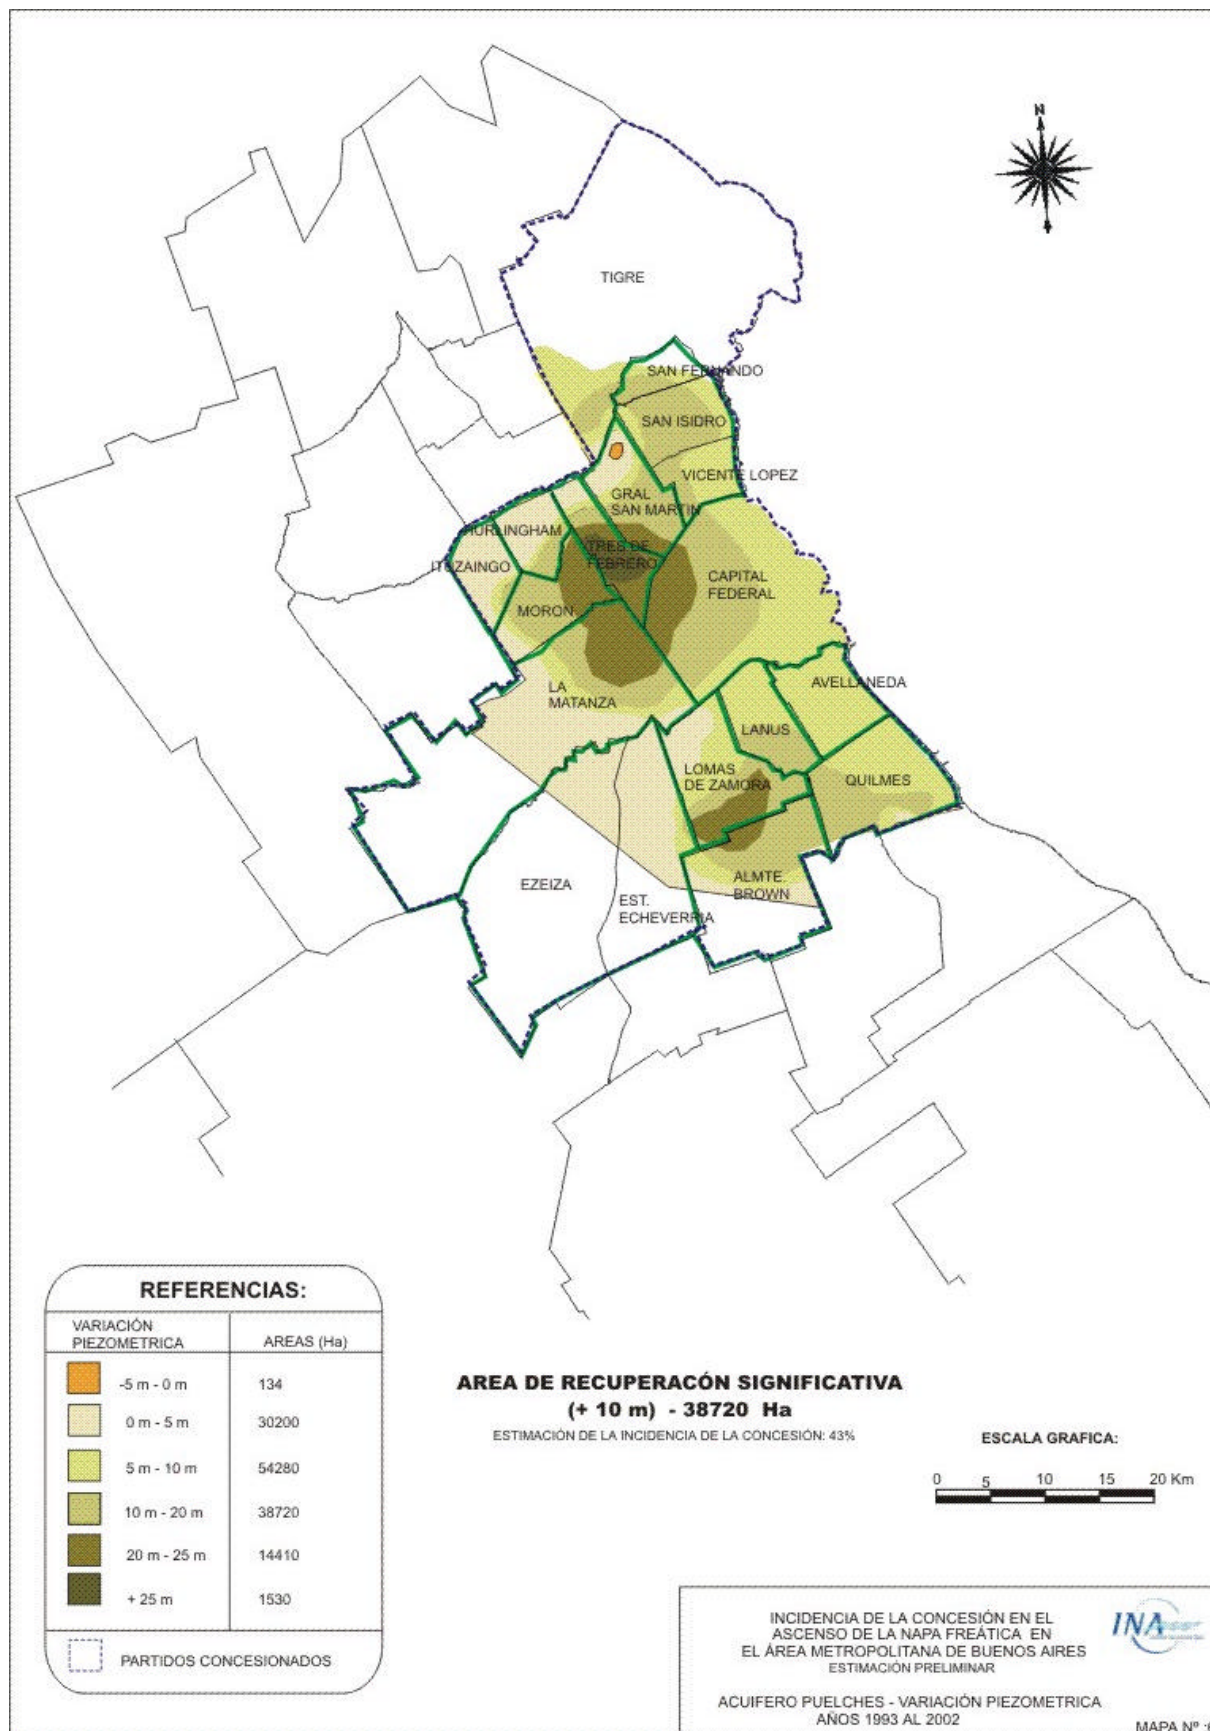 N
TIGRE
SAN FERNANDO
SAN ISIDRO
VICENTE LOPEZ
GRAL
SAN MARTIN
HURLINGHAM
TRES DE
FEBRERO
ITUZAINGO
CAPITAL
FEDERAL
MORON
AVELLANEDA
LA
MATANZA
LANUS
LOMAS
DE ZAMORA
QUILMES
EZEIZA
ALMTE.
BROWN
EST.
ECHEVERRIA
REFERENCIAS:
VARIACIÓN
PIEZOMETRICA
AREAS (Ha)
-5 m - 0 m 134
0 m - 5 m 30200
5 m - 10 m 54280
10 m - 20 m 38720
20 m - 25 m 14410
+ 25 m 1530
PARTIDOS CONCESIONADOS
AREA DE RECUPERACÓN SIGNIFICATIVA
(+ 10 m) - 38720 Ha
ESTIMACIÓN DE LA INCIDENCIA DE LA CONCESIÓN: 43%
ESCALA GRAFICA:
0 5 10 15 20 Km
INCIDENCIA DE LA CONCESIÓN EN EL
ASCENSO DE LA NAPA FREÁTICA EN
EL ÁREA METROPOLITANA DE BUENOS AIRES
ESTIMACIÓN PRELIMINAR
INA
ACUIFERO PUELCHES - VARIACIÓN PIEZOMETRICA
AÑOS 1993 AL 2002
MAPA Nº :